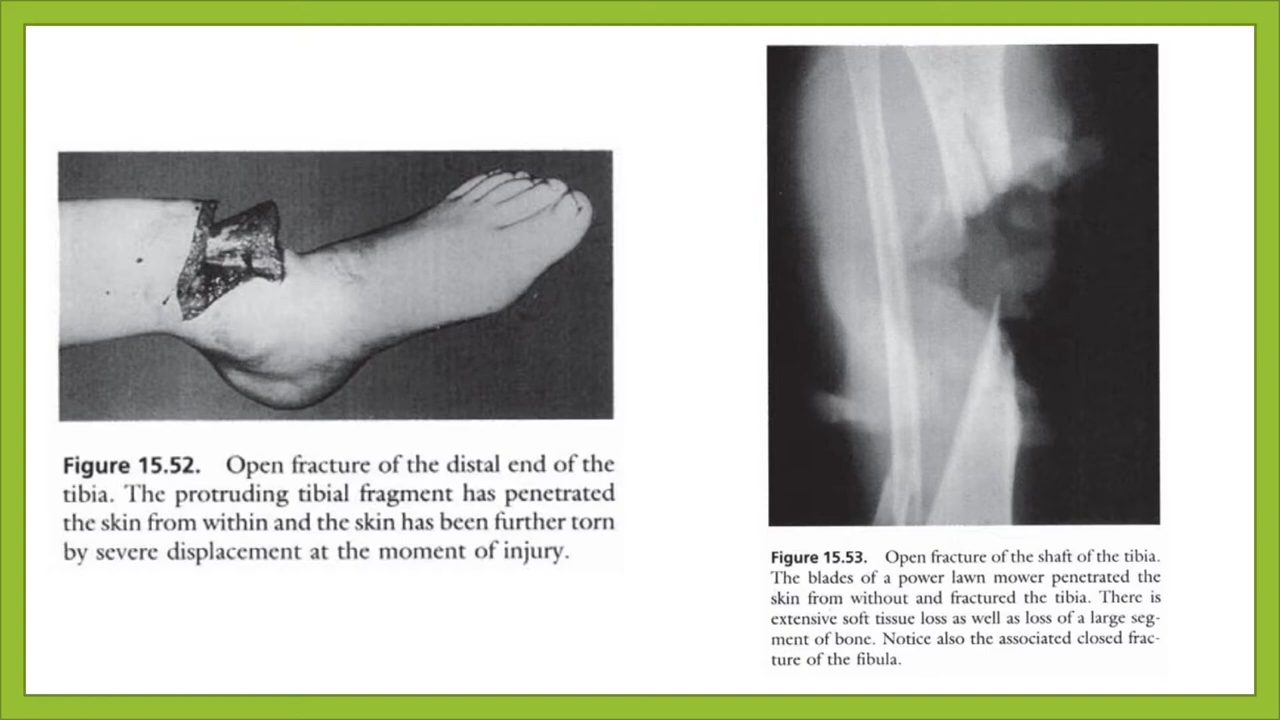 Figure 15.52. Open fracture of the distal end of the
tibia. The protruding tibial fragment has penetrated
the skin from within and the skin has been further torn
by severe displacement at the moment of injury.
Figure 15.53. Open fracture of the shaft of the tibia.
The blades of a power lawn mower penetrated the
skin from without and fractured the tibia. There is
extensive soft tissue loss as well as loss of a large seg-
ment of bone. Notice also the associated closed frac-
ture of the fibula.